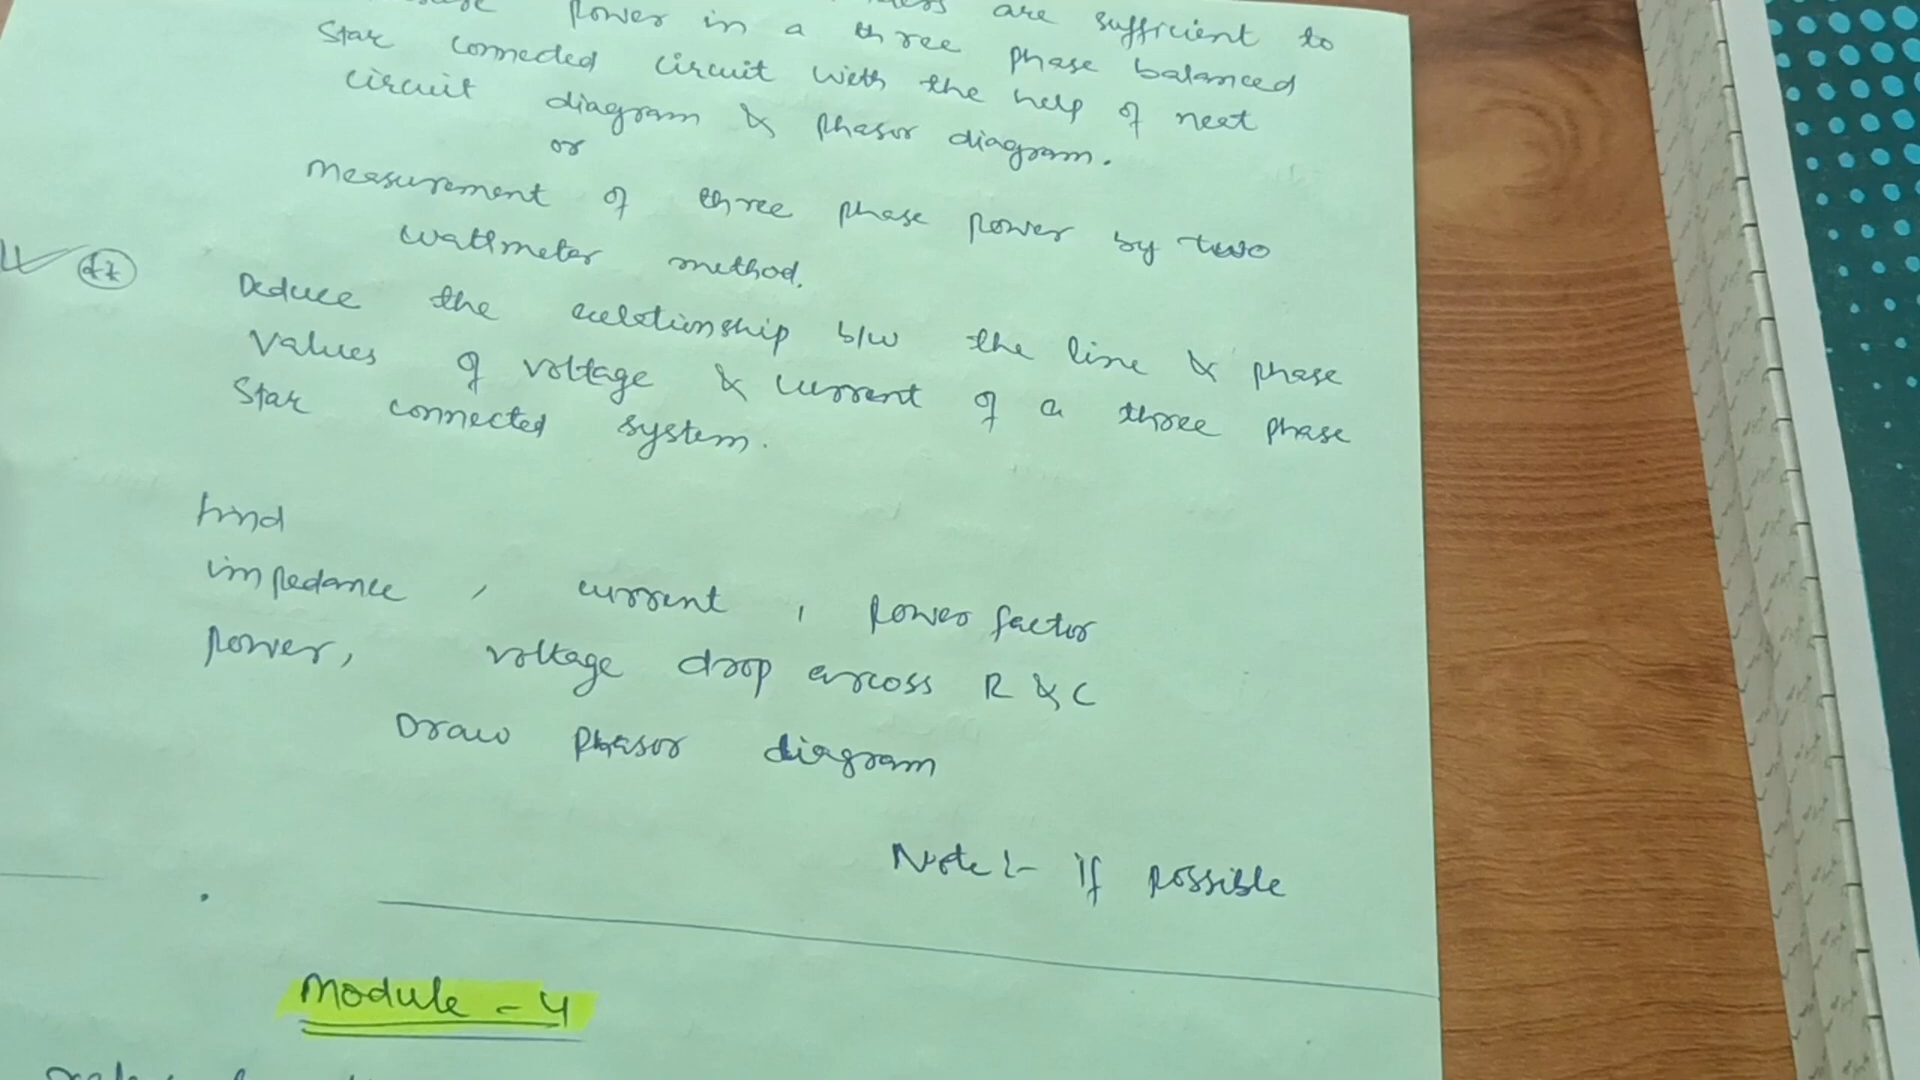 Power in a three phase balanced
are sufficient to
Star connected circuit with the help of neet
circuit diagram & phasor diagram.
or
Measurement of three phase power by two
wattmeter method.
Deduce the relationship b/w the line & phase
values of voltage & current of a three phase
Star connected system.
find
impedance, current, Power factor
power, voltage drop across R & C
Draw phasor diagram
Note :- if possible
Module - 4